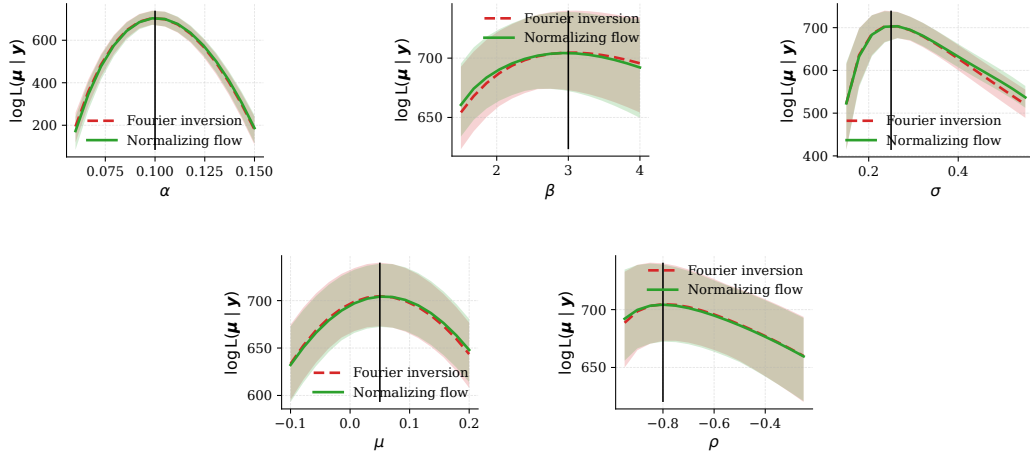 log L(μ | y)
600
400
200
Fourier inversion
Normalizing flow
0.075
0.100
0.125
0.150
α
log L(μ | y)
700
650
Fourier inversion
Normalizing flow
2
3
4
β
log L(μ | y)
700
600
500
400
Fourier inversion
Normalizing flow
0.2
0.4
σ
log L(μ | y)
700
650
600
Fourier inversion
Normalizing flow
−0.1
0.0
0.1
0.2
μ
log L(μ | y)
700
650
Fourier inversion
Normalizing flow
−0.8
−0.6
−0.4
ρ